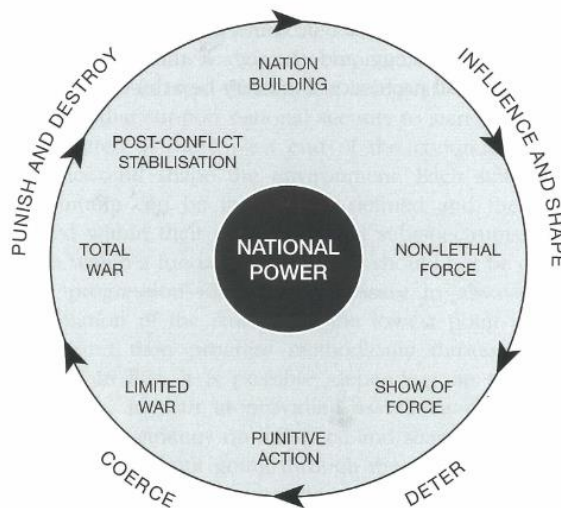 NATION
BUILDING
INFLUENCE AND SHAPE
NON-LETHAL
FORCE
SHOW OF
FORCE
DETER
PUNITIVE
ACTION
COERCE
LIMITED
WAR
TOTAL
WAR
PUNISH AND DESTROY
POST-CONFLICT
STABILISATION
NATIONAL
POWER